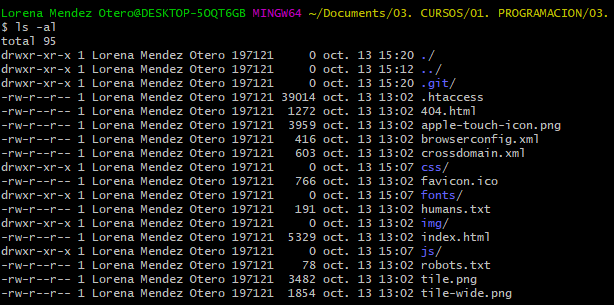 Lorena Mendez Otero@DESKTOP-5OQT6GB MINGW64 ~/Documents/03. CURSOS/01. PROGRAMACION/03.
$ ls -al
total 95
drwxr-xr-x 1 Lorena Mendez Otero 197121     0 oct. 13 15:20 ./
drwxr-xr-x 1 Lorena Mendez Otero 197121     0 oct. 13 15:12 ../
drwxr-xr-x 1 Lorena Mendez Otero 197121     0 oct. 13 15:20 .git/
-rw-r--r-- 1 Lorena Mendez Otero 197121 39014 oct. 13 13:02 .htaccess
-rw-r--r-- 1 Lorena Mendez Otero 197121  1272 oct. 13 13:02 404.html
-rw-r--r-- 1 Lorena Mendez Otero 197121  3959 oct. 13 13:02 apple-touch-icon.png
-rw-r--r-- 1 Lorena Mendez Otero 197121   416 oct. 13 13:02 browserconfig.xml
-rw-r--r-- 1 Lorena Mendez Otero 197121   603 oct. 13 13:02 crossdomain.xml
drwxr-xr-x 1 Lorena Mendez Otero 197121     0 oct. 13 15:07 css/
-rw-r--r-- 1 Lorena Mendez Otero 197121   766 oct. 13 13:02 favicon.ico
drwxr-xr-x 1 Lorena Mendez Otero 197121     0 oct. 13 15:07 fonts/
-rw-r--r-- 1 Lorena Mendez Otero 197121   191 oct. 13 13:02 humans.txt
drwxr-xr-x 1 Lorena Mendez Otero 197121     0 oct. 13 13:02 img/
-rw-r--r-- 1 Lorena Mendez Otero 197121  5329 oct. 13 13:02 index.html
drwxr-xr-x 1 Lorena Mendez Otero 197121     0 oct. 13 15:07 js/
-rw-r--r-- 1 Lorena Mendez Otero 197121    78 oct. 13 13:02 robots.txt
-rw-r--r-- 1 Lorena Mendez Otero 197121  3482 oct. 13 13:02 tile.png
-rw-r--r-- 1 Lorena Mendez Otero 197121  1854 oct. 13 13:02 tile-wide.png